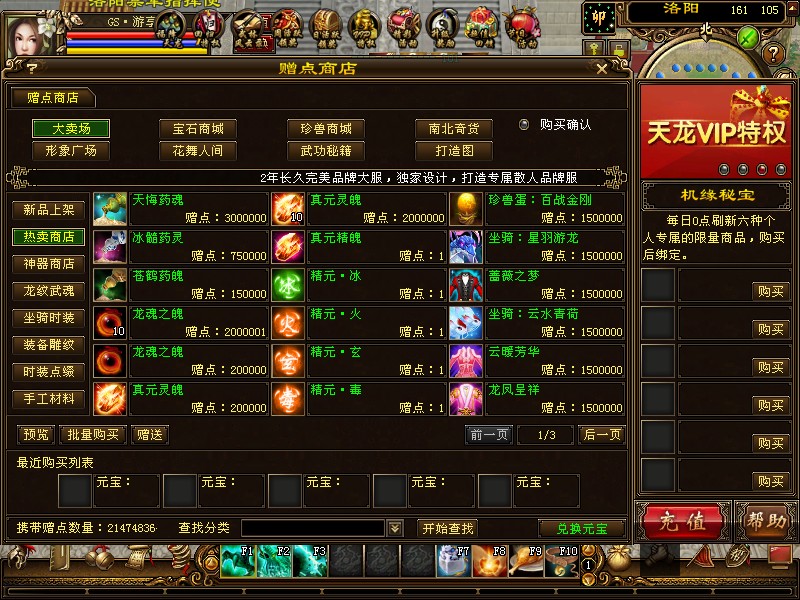 洛阳
161 105
GS·游
北
赠点商店
赠点商店
大卖场
宝石商城
珍兽商城
南北奇货
购买确认
形象广场
花舞人间
武功秘籍
打造图
2年长久完美品牌大服，独家设计，打造专属散人品牌服
新品上架
热卖商店
神器商店
龙纹武魂
坐骑时装
装备雕纹
时装点缀
手工材料
天悔药魂
赠点：3000000
10
真元灵魄
赠点：2000000
珍兽蛋：百战金刚
赠点：1500000
冰髓药灵
赠点：750000
真元精魄
赠点：1
坐骑：星羽游龙
赠点：1500000
苍鹤药魄
赠点：150000
精元·冰
赠点：1
蔷薇之梦
赠点：1500000
10
龙魂之魄
赠点：2000001
精元·火
赠点：1
坐骑：云水青荷
赠点：1500000
龙魂之魄
赠点：200000
精元·玄
赠点：1
云暖芳华
赠点：1500000
真元灵魄
赠点：200000
精元·毒
赠点：1
龙凤呈祥
赠点：1500000
预览
批量购买
赠送
前一页
1/3
后一页
最近购买列表
元宝：
元宝：
元宝：
元宝：
元宝：
携带赠点数量：21474836
查找分类
开始查找
兑换元宝
天龙VIP特权
机缘秘宝
每日0点刷新六种个
人专属的限量商品，购买
后绑定。
购买
购买
购买
购买
购买
购买
充值
帮助
F1
F2
F3
F7
F8
F9
F10
1